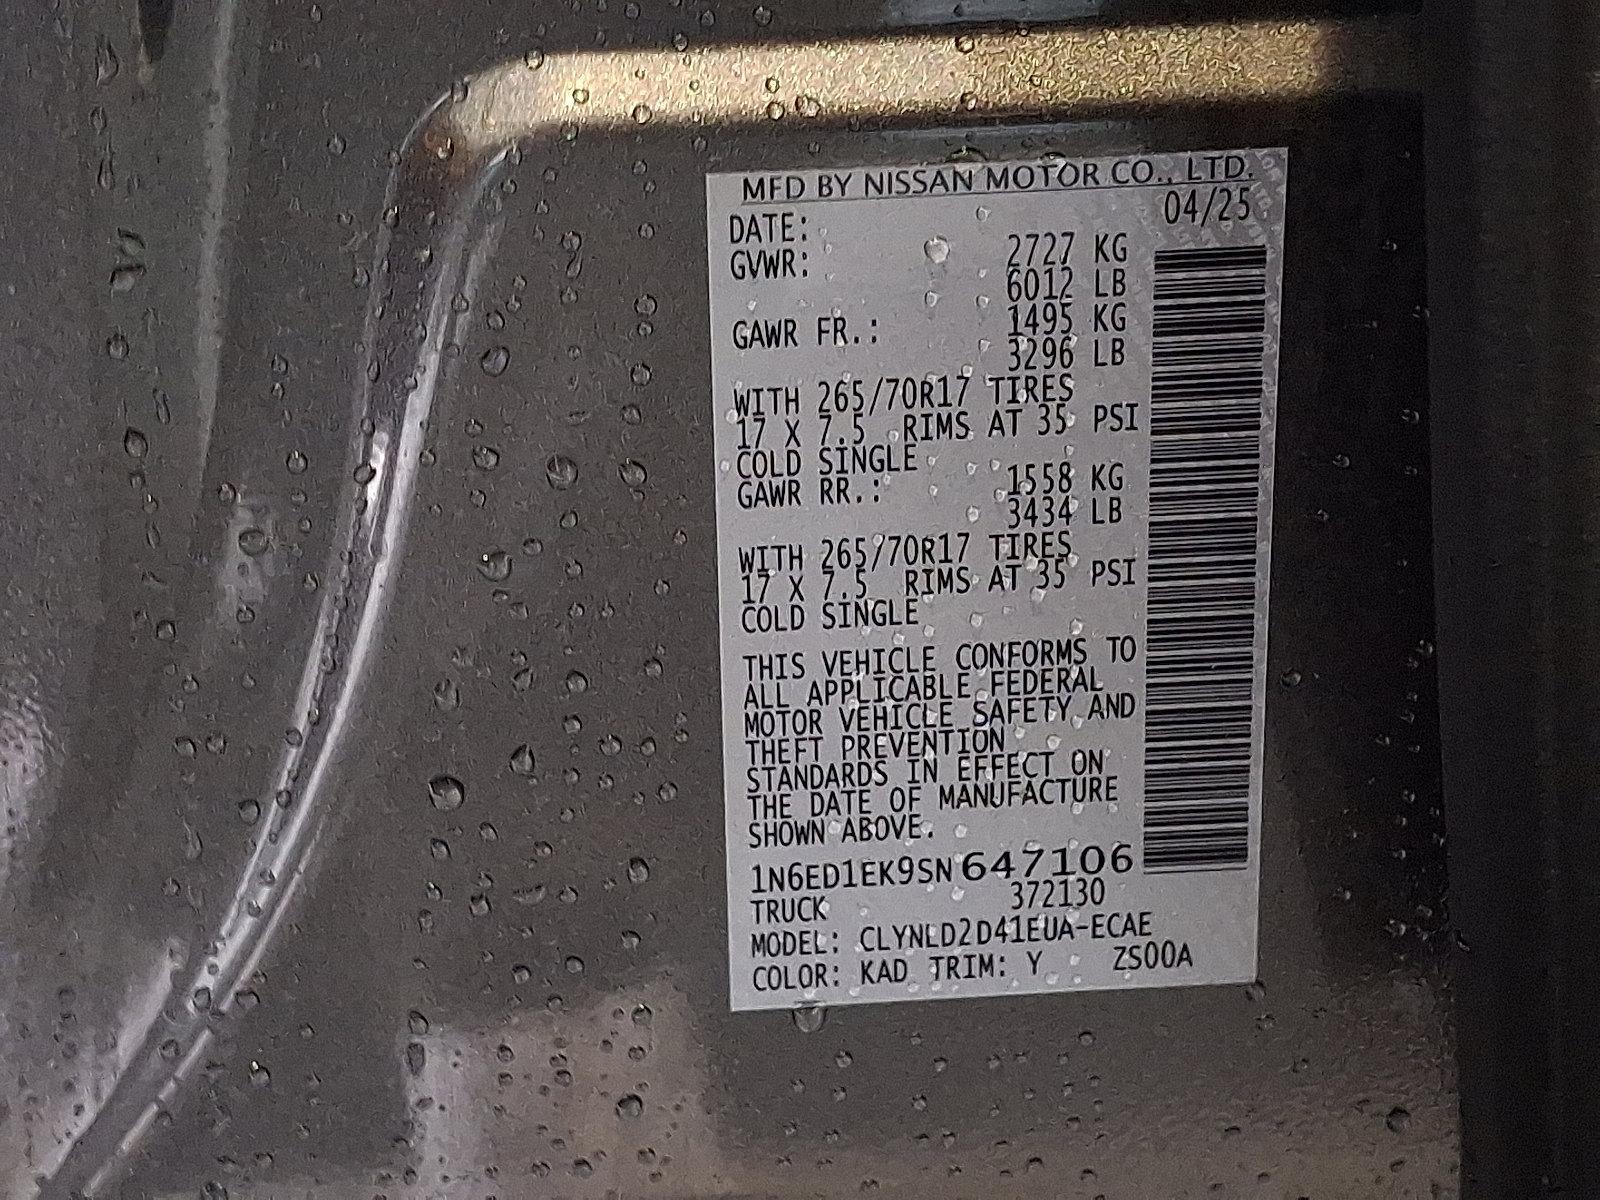 MFD BY NISSAN MOTOR CO., LTD.
DATE: 04/25
GVWR: 2727 KG
6012 LB
GAWR FR.: 1495 KG
3296 LB
WITH 265/70R17 TIRES
17 X 7.5 RIMS AT 35 PSI
COLD SINGLE
GAWR RR.: 1558 KG
3434 LB
WITH 265/70R17 TIRES
17 X 7.5 RIMS AT 35 PSI
COLD SINGLE
THIS VEHICLE CONFORMS TO
ALL APPLICABLE FEDERAL
MOTOR VEHICLE SAFETY AND
THEFT PREVENTION
STANDARDS IN EFFECT ON
THE DATE OF MANUFACTURE
SHOWN ABOVE.
1N6ED1EK9SN647106
TRUCK 372130
MODEL: CLYNLD2D41EUA-ECAE
COLOR: KAD TRIM: Y ZS00A